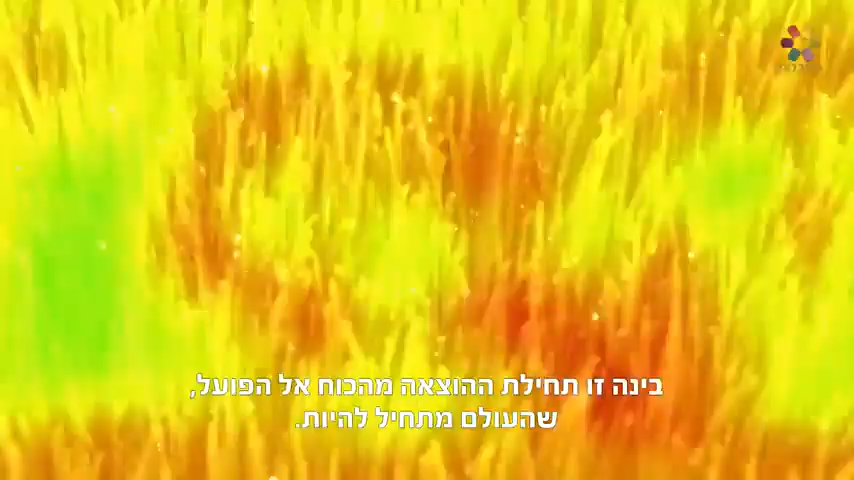 בינה זו תחילת ההוצאה מהכוח אל הפועל,
שהעולם מתחיל להיות.